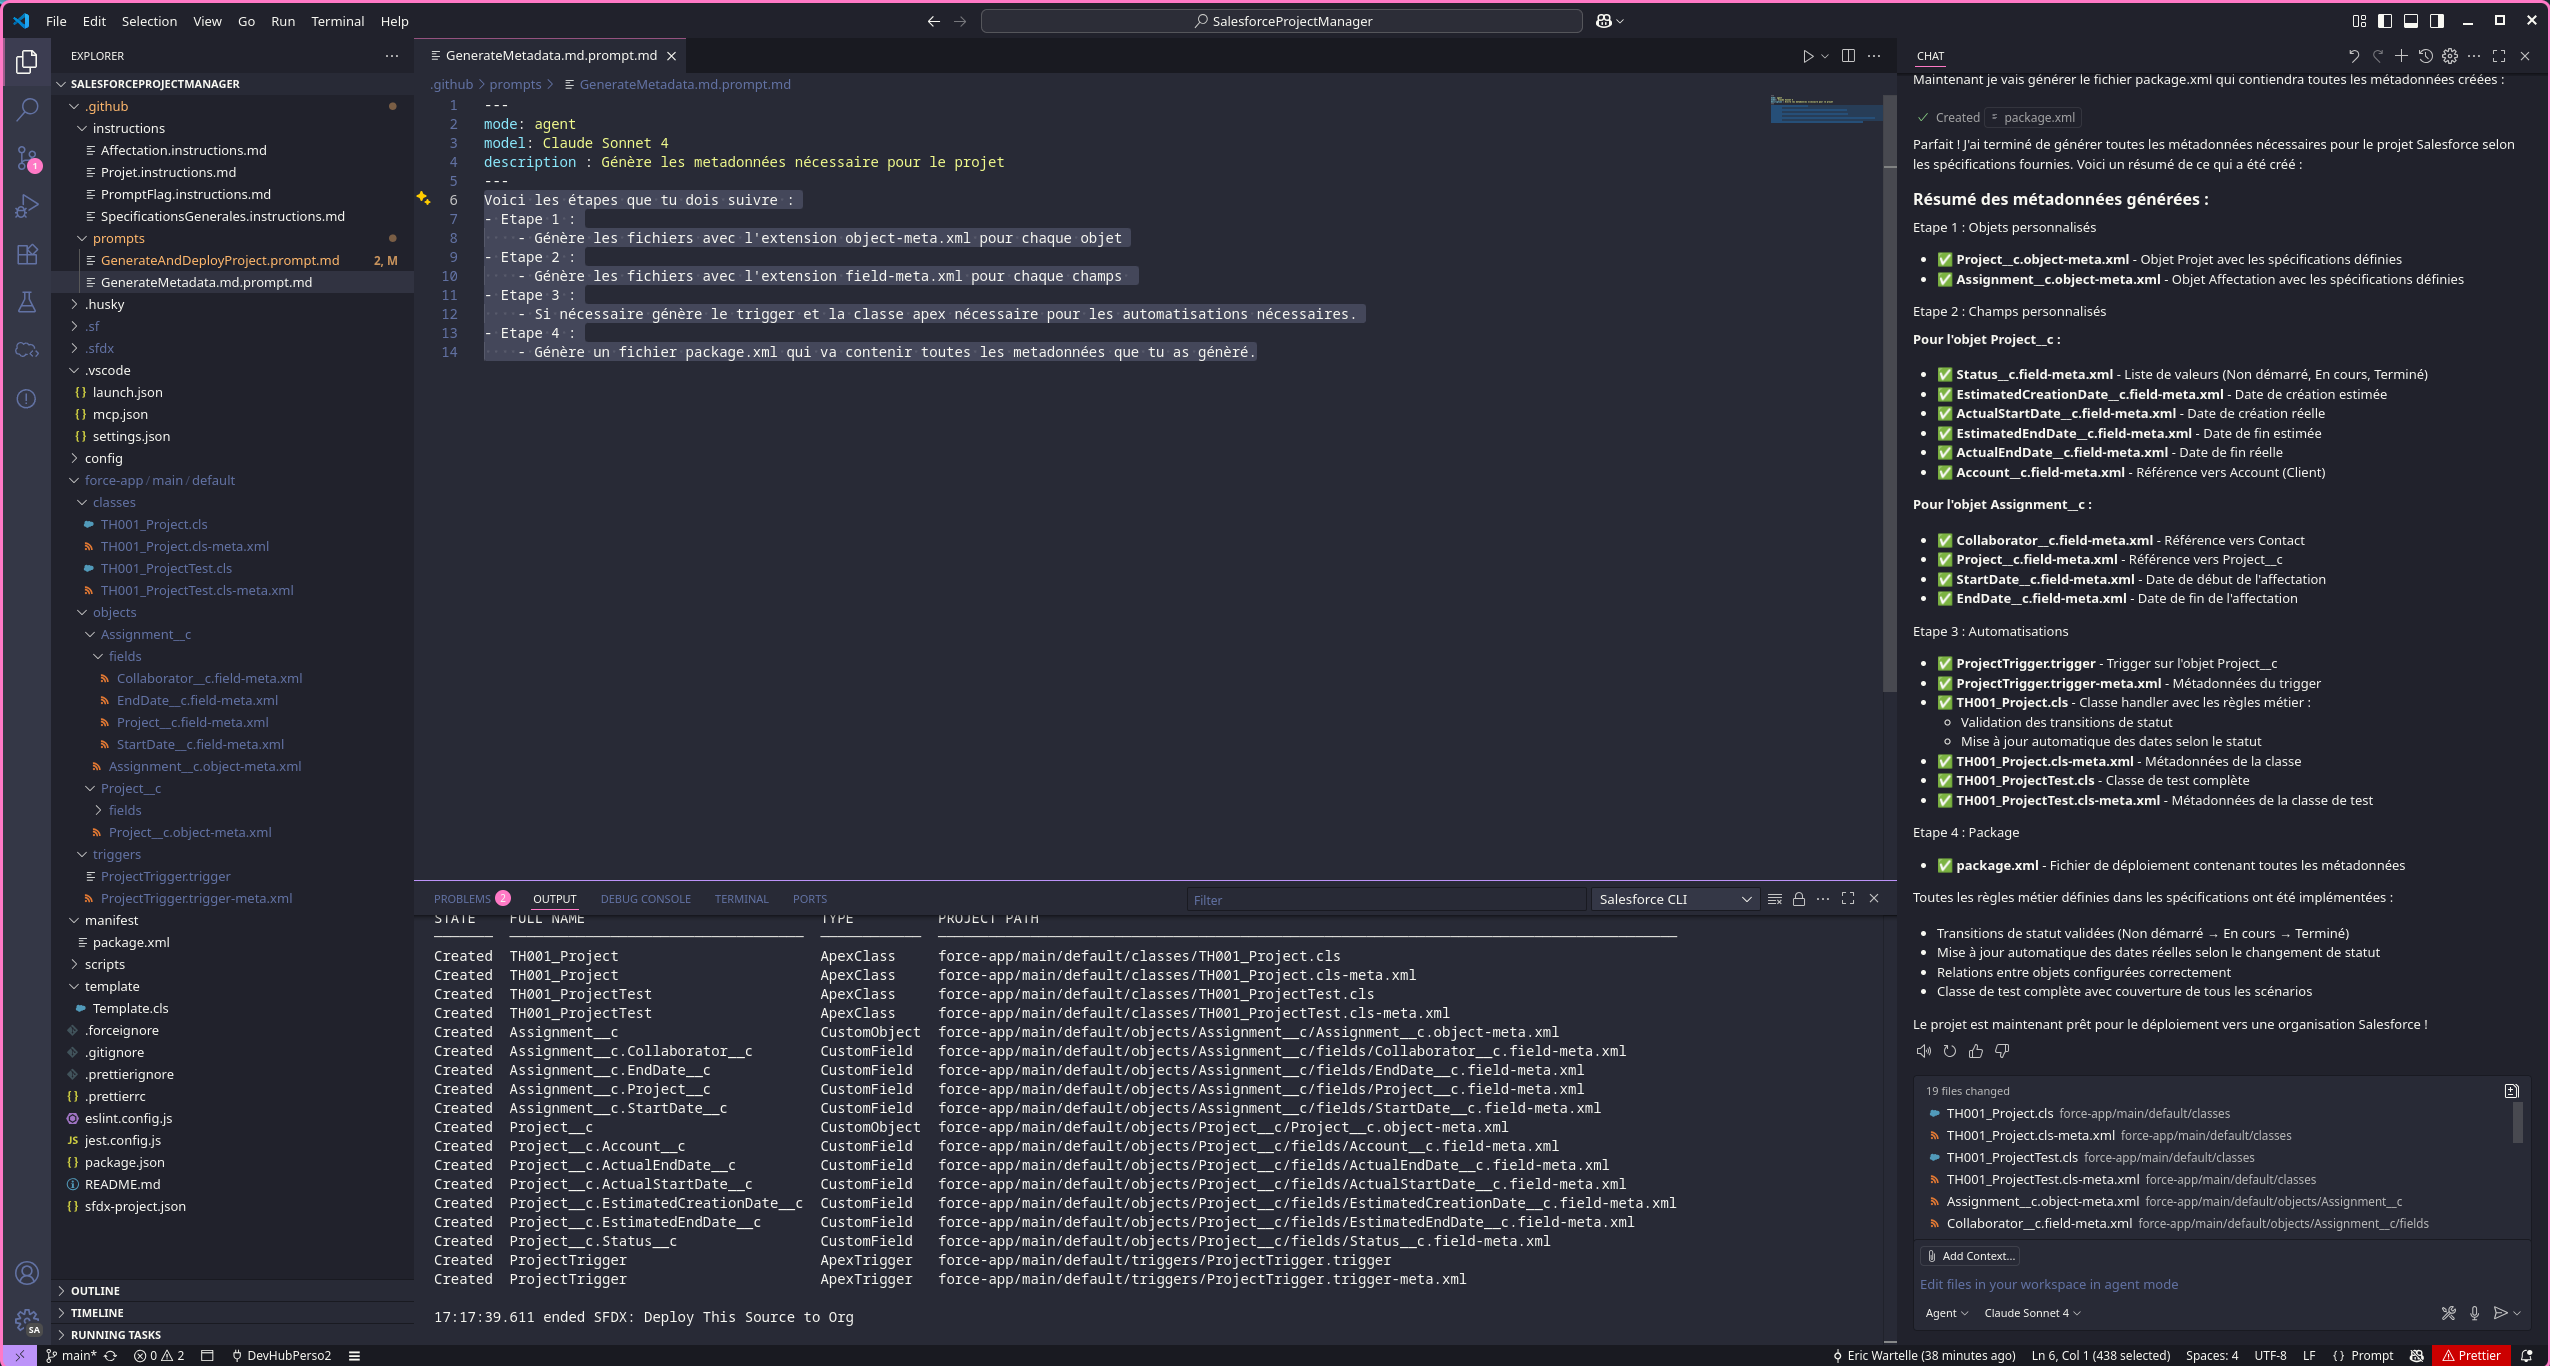 File Edit Selection View Go Run Terminal Help
SalesforceProjectManager
EXPLORER
SALESFORCEPROJECTMANAGER
.github
instructions
Affectation.instructions.md
Projet.instructions.md
PromptFlag.instructions.md
SpecificationsGenerales.instructions.md
prompts
GenerateAndDeployProject.prompt.md 2, M
GenerateMetadata.md.prompt.md
.husky
.sf
.sfdx
.vscode
launch.json
mcp.json
settings.json
config
force-app / main / default
classes
TH001_Project.cls
TH001_Project.cls-meta.xml
TH001_ProjectTest.cls
TH001_ProjectTest.cls-meta.xml
objects
Assignment__c
fields
Collaborator__c.field-meta.xml
EndDate__c.field-meta.xml
Project__c.field-meta.xml
StartDate__c.field-meta.xml
Assignment__c.object-meta.xml
Project__c
fields
Project__c.object-meta.xml
triggers
ProjectTrigger.trigger
ProjectTrigger.trigger-meta.xml
manifest
package.xml
scripts
template
Template.cls
.forceignore
.gitignore
.prettierignore
.prettierrc
eslint.config.js
JS jest.config.js
package.json
README.md
sfdx-project.json
OUTLINE
TIMELINE
RUNNING TASKS
1
SA
GenerateMetadata.md.prompt.md
.github > prompts > GenerateMetadata.md.prompt.md
1 ---
2 mode: agent
3 model: Claude Sonnet 4
4 description : Génère les metadonnées nécessaire pour le projet
5 ---
6 Voici les étapes que tu dois suivre :
7 - Etape 1 :
8 - Génère les fichiers avec l'extension object-meta.xml pour chaque objet
9 - Etape 2 :
10 - Génère les fichiers avec l'extension field-meta.xml pour chaque champs
11 - Etape 3 :
12 - Si nécessaire génère le trigger et la classe apex nécessaire pour les automatisations nécessaires.
13 - Etape 4 :
14 - Génère un fichier package.xml qui va contenir toutes les metadonnées que tu as génèré.
PROBLEMS 2 OUTPUT DEBUG CONSOLE TERMINAL PORTS
Filter
Salesforce CLI
STATE FULL NAME TYPE PROJECT PATH
Created TH001_Project ApexClass force-app/main/default/classes/TH001_Project.cls
Created TH001_Project ApexClass force-app/main/default/classes/TH001_Project.cls-meta.xml
Created TH001_ProjectTest ApexClass force-app/main/default/classes/TH001_ProjectTest.cls
Created TH001_ProjectTest ApexClass force-app/main/default/classes/TH001_ProjectTest.cls-meta.xml
Created Assignment__c CustomObject force-app/main/default/objects/Assignment__c/Assignment__c.object-meta.xml
Created Assignment__c.Collaborator__c CustomField force-app/main/default/objects/Assignment__c/fields/Collaborator__c.field-meta.xml
Created Assignment__c.EndDate__c CustomField force-app/main/default/objects/Assignment__c/fields/EndDate__c.field-meta.xml
Created Assignment__c.Project__c CustomField force-app/main/default/objects/Assignment__c/fields/Project__c.field-meta.xml
Created Assignment__c.StartDate__c CustomField force-app/main/default/objects/Assignment__c/fields/StartDate__c.field-meta.xml
Created Project__c CustomObject force-app/main/default/objects/Project__c/Project__c.object-meta.xml
Created Project__c.Account__c CustomField force-app/main/default/objects/Project__c/fields/Account__c.field-meta.xml
Created Project__c.ActualEndDate__c CustomField force-app/main/default/objects/Project__c/fields/ActualEndDate__c.field-meta.xml
Created Project__c.ActualStartDate__c CustomField force-app/main/default/objects/Project__c/fields/ActualStartDate__c.field-meta.xml
Created Project__c.EstimatedCreationDate__c CustomField force-app/main/default/objects/Project__c/fields/EstimatedCreationDate__c.field-meta.xml
Created Project__c.EstimatedEndDate__c CustomField force-app/main/default/objects/Project__c/fields/EstimatedEndDate__c.field-meta.xml
Created Project__c.Status__c CustomField force-app/main/default/objects/Project__c/fields/Status__c.field-meta.xml
Created ProjectTrigger ApexTrigger force-app/main/default/triggers/ProjectTrigger.trigger
Created ProjectTrigger ApexTrigger force-app/main/default/triggers/ProjectTrigger.trigger-meta.xml
17:17:39.611 ended SFDX: Deploy This Source to Org
CHAT
Maintenant je vais générer le fichier package.xml qui contiendra toutes les métadonnées créées :
Created package.xml
Parfait ! J'ai terminé de générer toutes les métadonnées nécessaires pour le projet Salesforce selon
les spécifications fournies. Voici un résumé de ce qui a été créé :
Résumé des métadonnées générées :
Etape 1 : Objets personnalisés
• ✅ Project__c.object-meta.xml - Objet Projet avec les spécifications définies
• ✅ Assignment__c.object-meta.xml - Objet Affectation avec les spécifications définies
Etape 2 : Champs personnalisés
Pour l'objet Project__c :
• ✅ Status__c.field-meta.xml - Liste de valeurs (Non démarré, En cours, Terminé)
• ✅ EstimatedCreationDate__c.field-meta.xml - Date de création estimée
• ✅ ActualStartDate__c.field-meta.xml - Date de création réelle
• ✅ EstimatedEndDate__c.field-meta.xml - Date de fin estimée
• ✅ ActualEndDate__c.field-meta.xml - Date de fin réelle
• ✅ Account__c.field-meta.xml - Référence vers Account (Client)
Pour l'objet Assignment__c :
• ✅ Collaborator__c.field-meta.xml - Référence vers Contact
• ✅ Project__c.field-meta.xml - Référence vers Project__c
• ✅ StartDate__c.field-meta.xml - Date de début de l'affectation
• ✅ EndDate__c.field-meta.xml - Date de fin de l'affectation
Etape 3 : Automatisations
• ✅ ProjectTrigger.trigger - Trigger sur l'objet Project__c
• ✅ ProjectTrigger.trigger-meta.xml - Métadonnées du trigger
• ✅ TH001_Project.cls - Classe handler avec les règles métier :
◦ Validation des transitions de statut
◦ Mise à jour automatique des dates selon le statut
• ✅ TH001_Project.cls-meta.xml - Métadonnées de la classe
• ✅ TH001_ProjectTest.cls - Classe de test complète
• ✅ TH001_ProjectTest.cls-meta.xml - Métadonnées de la classe de test
Etape 4 : Package
• ✅ package.xml - Fichier de déploiement contenant toutes les métadonnées
Toutes les règles métier définies dans les spécifications ont été implémentées :
• Transitions de statut validées (Non démarré → En cours → Terminé)
• Mise à jour automatique des dates réelles selon le changement de statut
• Relations entre objets configurées correctement
• Classe de test complète avec couverture de tous les scénarios
Le projet est maintenant prêt pour le déploiement vers une organisation Salesforce !
19 files changed
TH001_Project.cls force-app/main/default/classes
TH001_Project.cls-meta.xml force-app/main/default/classes
TH001_ProjectTest.cls force-app/main/default/classes
TH001_ProjectTest.cls-meta.xml force-app/main/default/classes
Assignment__c.object-meta.xml force-app/main/default/objects/Assignment__c
Collaborator__c.field-meta.xml force-app/main/default/objects/Assignment__c/fields
Add Context...
Edit files in your workspace in agent mode
Agent Claude Sonnet 4
main* 0 2 DevHubPerso2
Eric Wartelle (38 minutes ago) Ln 6, Col 1 (438 selected) Spaces: 4 UTF-8 LF { } Prompt Prettier